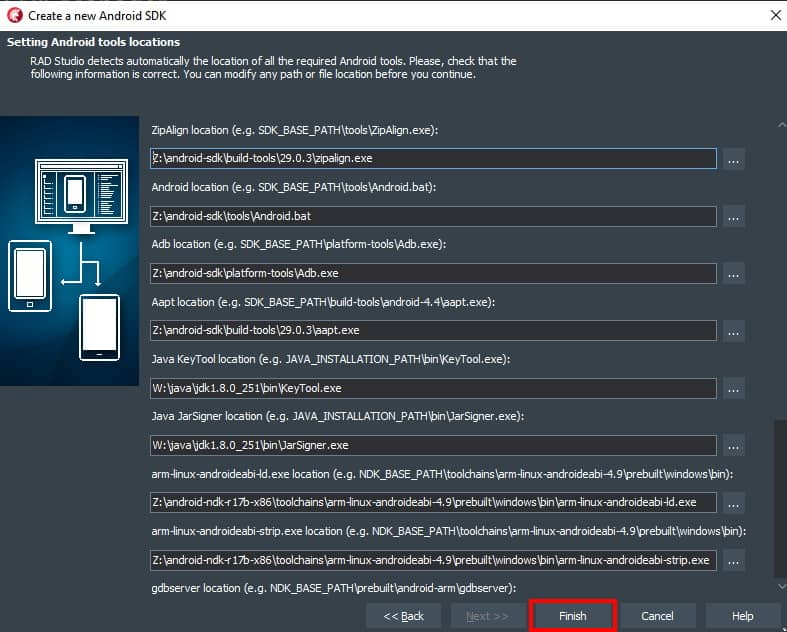 Create a new Android SDK
Setting Android tools locations
RAD Studio detects automatically the location of all the required Android tools. Please, check that the
following information is correct. You can modify any path or file location before you continue.
ZipAlign location (e.g. SDK_BASE_PATH\tools\ZipAlign.exe):
Z:\android-sdk\build-tools\29.0.3\zipalign.exe
...
Android location (e.g. SDK_BASE_PATH\tools\Android.bat):
Z:\android-sdk\tools\Android.bat
...
Adb location (e.g. SDK_BASE_PATH\platform-tools\Adb.exe):
Z:\android-sdk\platform-tools\Adb.exe
...
Aapt location (e.g. SDK_BASE_PATH\build-tools\android-4.4\aapt.exe):
Z:\android-sdk\build-tools\29.0.3\aapt.exe
...
Java KeyTool location (e.g. JAVA_INSTALLATION_PATH\bin\KeyTool.exe):
W:\java\jdk1.8.0_251\bin\KeyTool.exe
...
Java JarSigner location (e.g. JAVA_INSTALLATION_PATH\bin\JarSigner.exe):
W:\java\jdk1.8.0_251\bin\JarSigner.exe
...
arm-linux-androideabi-ld.exe location (e.g. NDK_BASE_PATH\toolchains\arm-linux-androideabi-4.9\prebuilt\windows\bin):
Z:\android-ndk-r17b-x86\toolchains\arm-linux-androideabi-4.9\prebuilt\windows\bin\arm-linux-androideabi-ld.exe
...
arm-linux-androideabi-strip.exe location (e.g. NDK_BASE_PATH\toolchains\arm-linux-androideabi-4.9\prebuilt\windows\bin):
Z:\android-ndk-r17b-x86\toolchains\arm-linux-androideabi-4.9\prebuilt\windows\bin\arm-linux-androideabi-strip.exe
...
gdbserver location (e.g. NDK_BASE_PATH\prebuilt\android-arm\gdbserver):
<< Back Next >> Finish Cancel Help